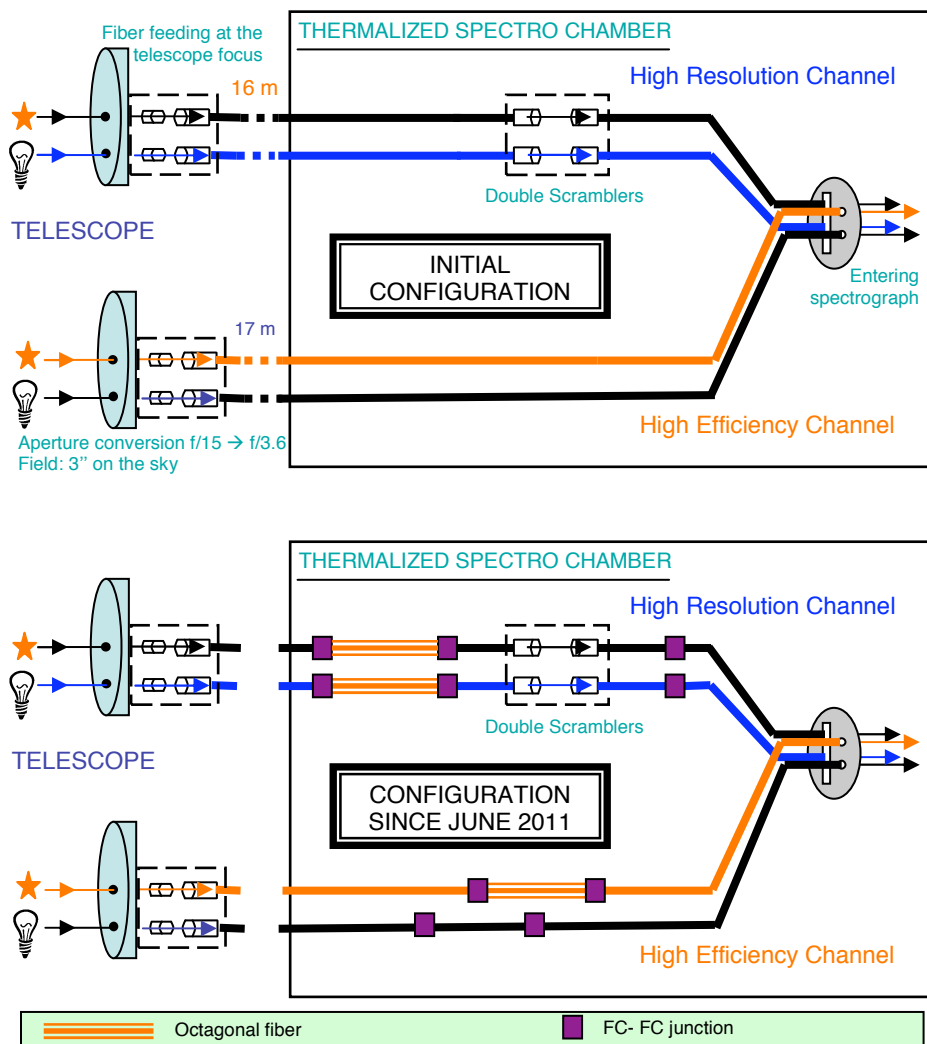 Fiber feeding at the
telescope focus
THERMALIZED SPECTRO CHAMBER
16 m
High Resolution Channel
Double Scramblers
TELESCOPE
INITIAL
CONFIGURATION
Entering
spectrograph
17 m
High Efficiency Channel
Aperture conversion f/15 → f/3.6
Field: 3’’ on the sky
THERMALIZED SPECTRO CHAMBER
High Resolution Channel
Double Scramblers
TELESCOPE
CONFIGURATION
SINCE JUNE 2011
High Efficiency Channel
Octagonal fiber
FC- FC junction